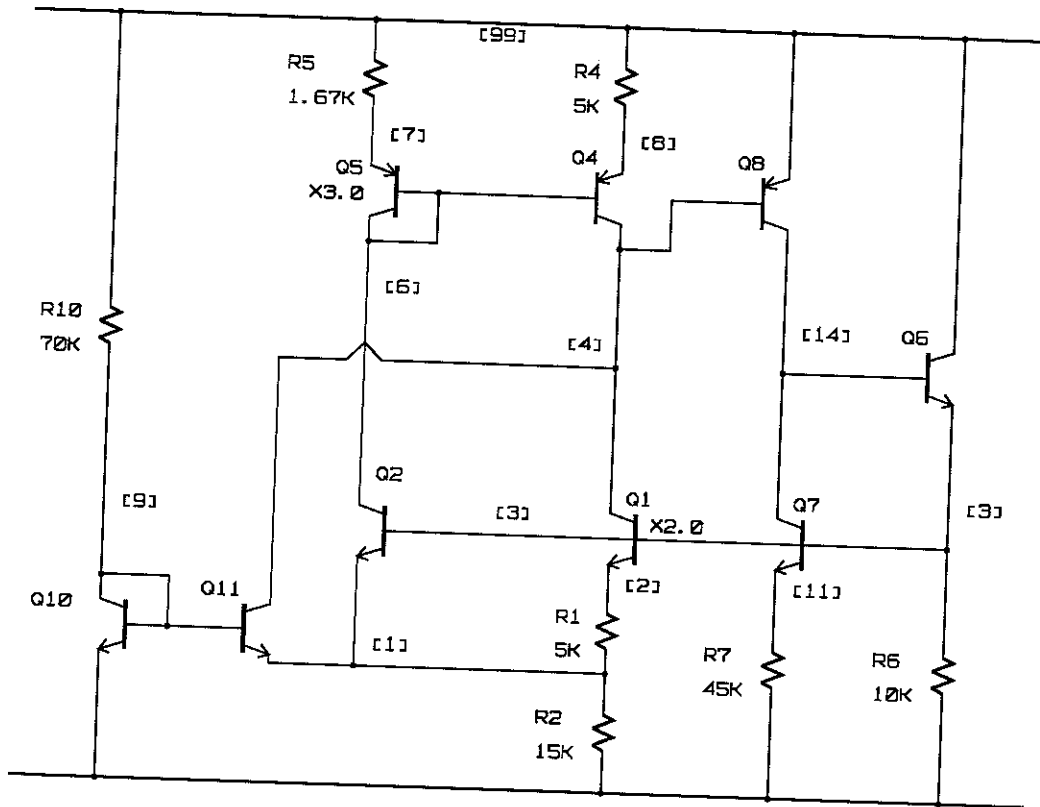 [99]
R5
1.67K
R4
5K
[7]
[8]
Q5
X3.0
Q4
Q8
[6]
R10
70K
[4]
[14]
Q6
Q2
[9]
[3]
Q1
X2.0
Q7
[3]
Q10
Q11
[2]
[11]
[1]
R1
5K
R7
45K
R6
10K
R2
15K